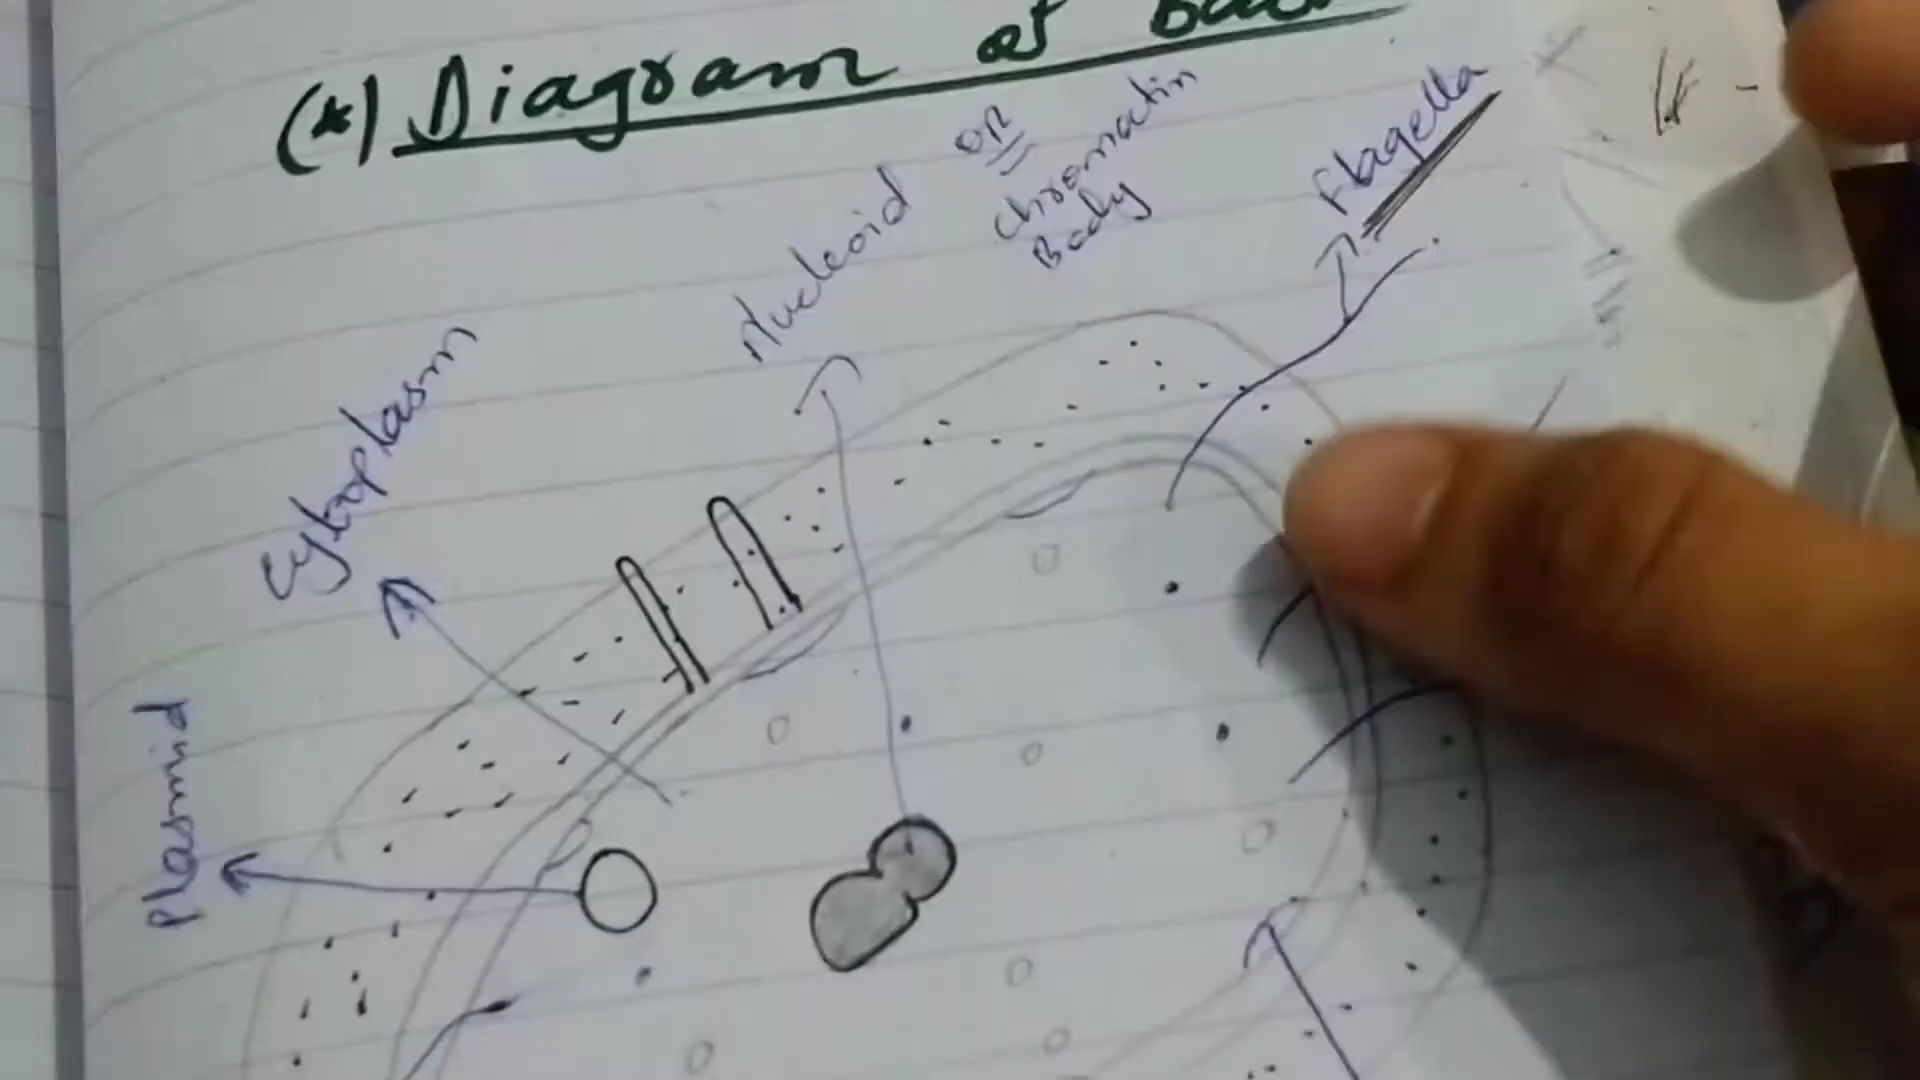 (*) Diagram of
Nucleoid
OR
chromatin
Body
Flagella
Cytoplasm
Plasmid